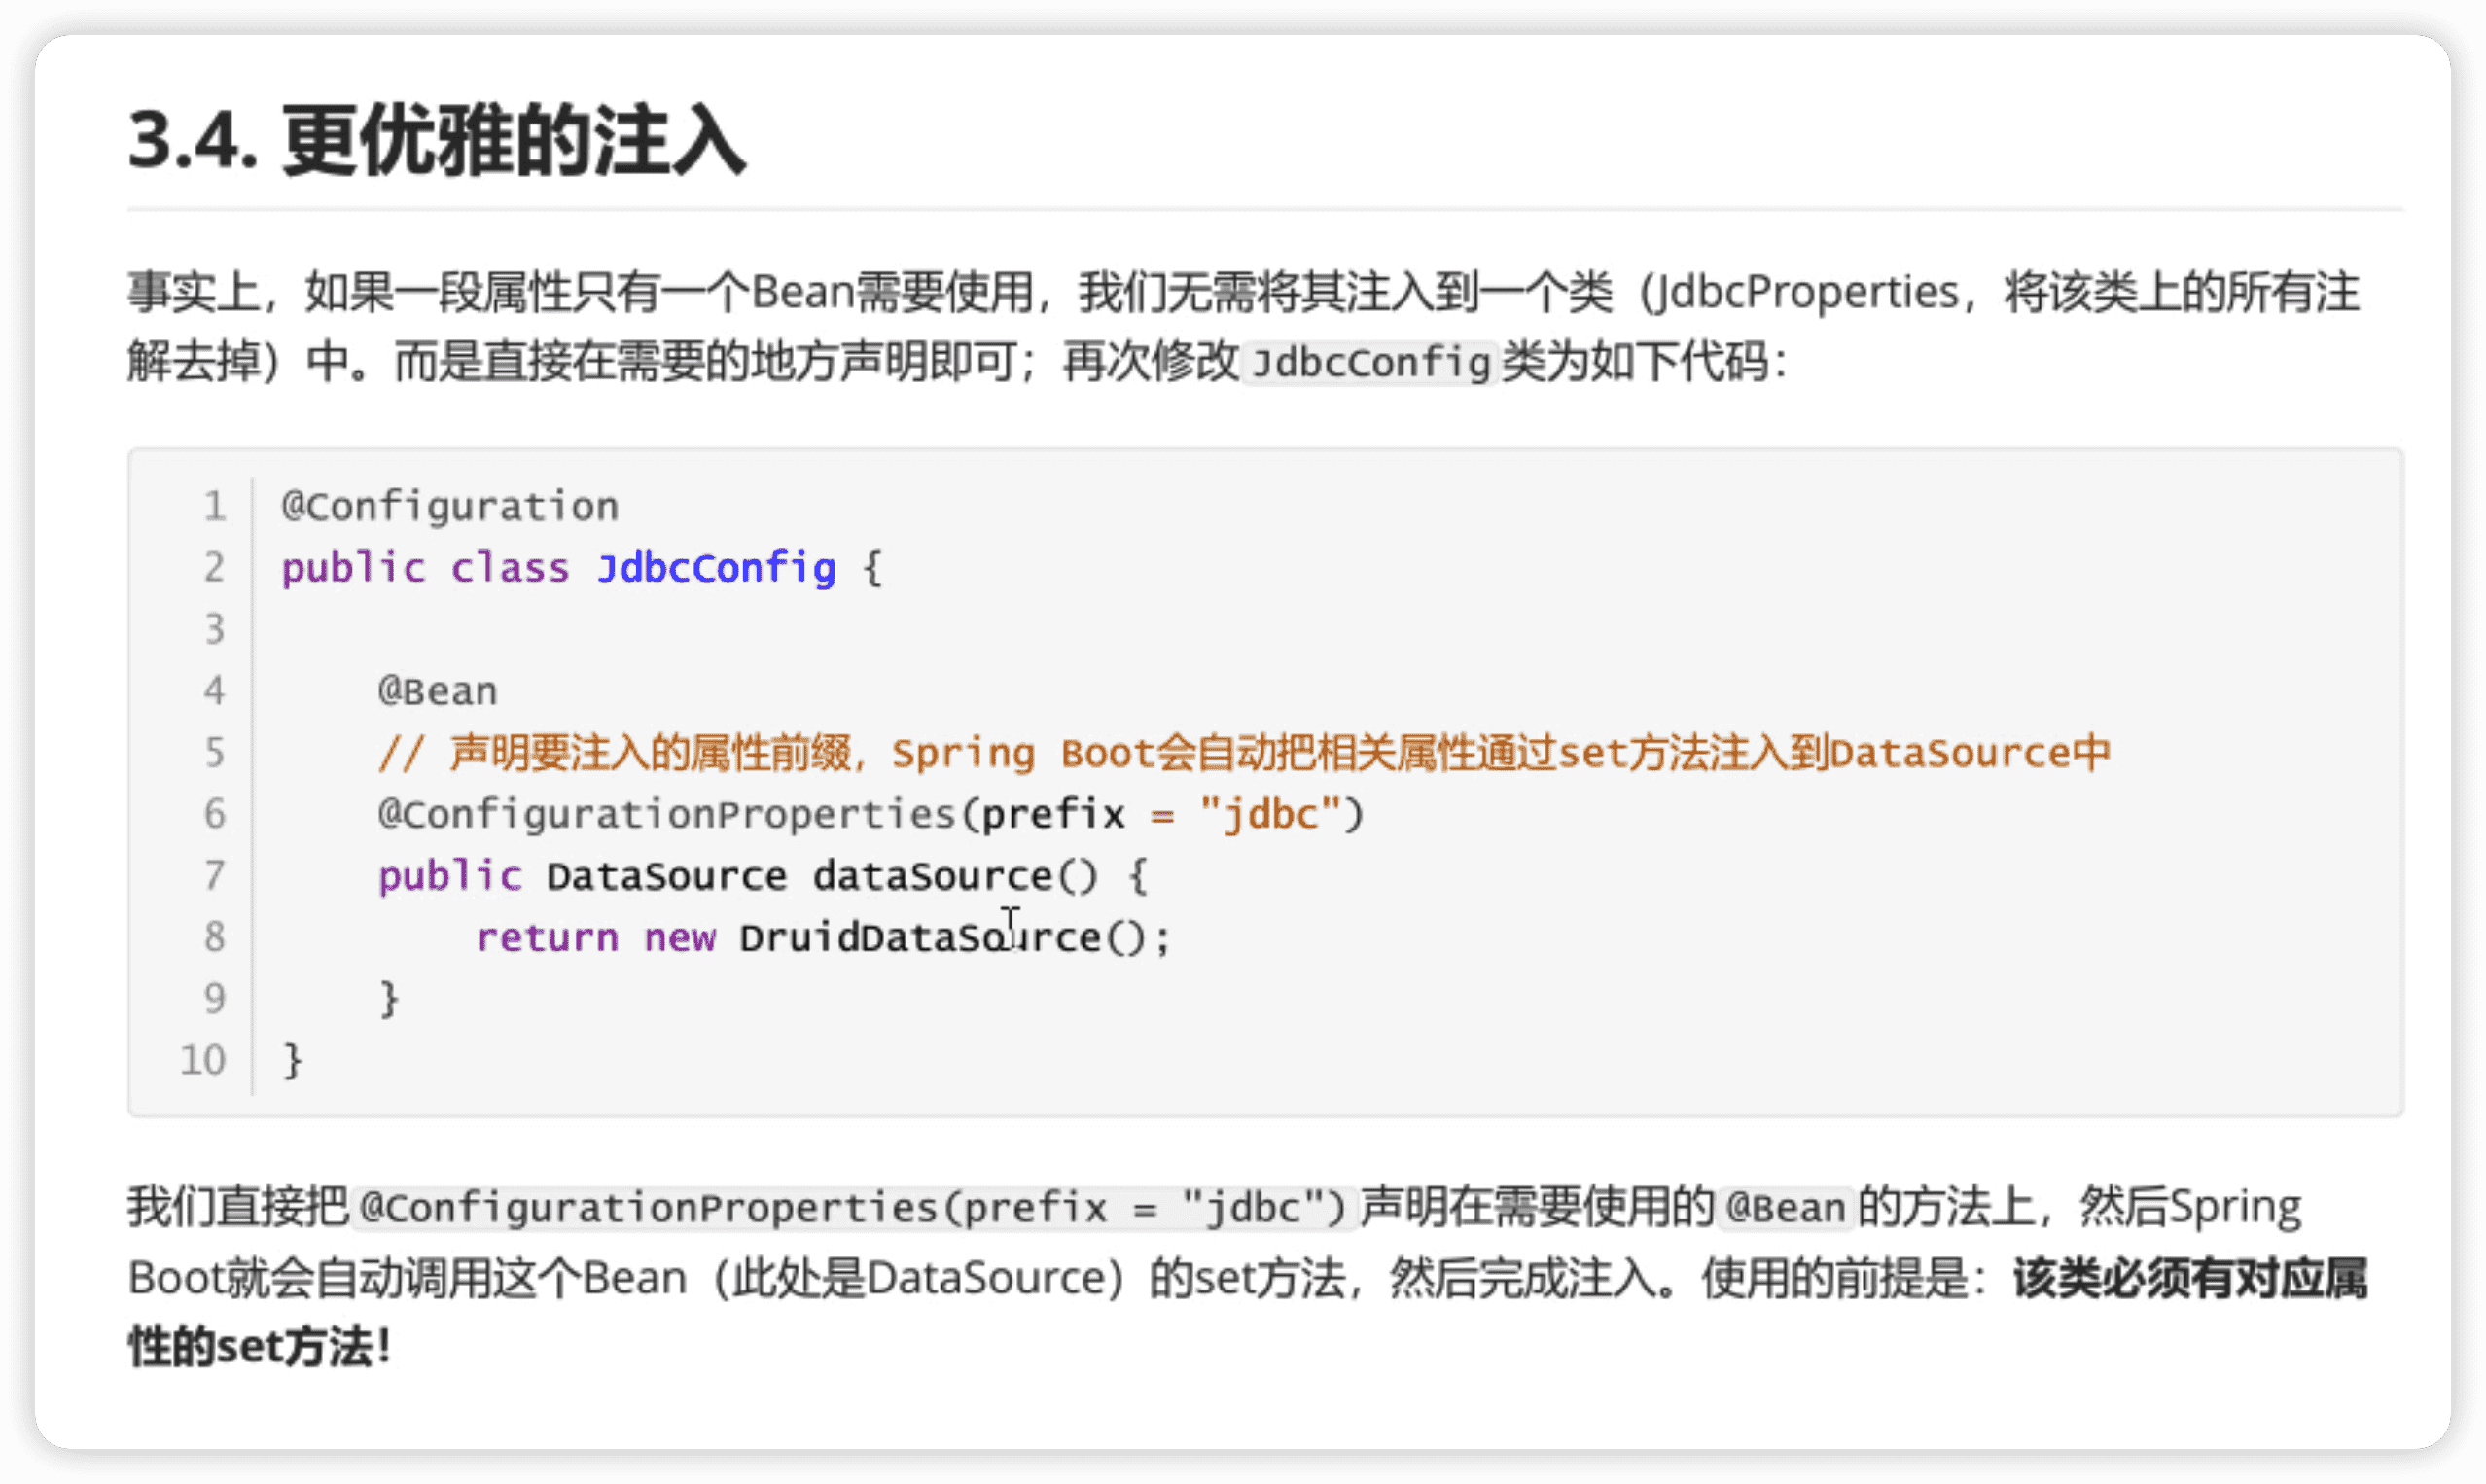 3.4. 更优雅的注入
事实上，如果一段属性只有一个Bean需要使用，我们无需将其注入到一个类（JdbcProperties，将该类上的所有注
解去掉）中。而是直接在需要的地方声明即可；再次修改JdbcConfig类为如下代码：
1 @Configuration
2 public class JdbcConfig {
3
4     @Bean
5     // 声明要注入的属性前缀，Spring Boot会自动把相关属性通过set方法注入到DataSource中
6     @ConfigurationProperties(prefix = "jdbc")
7     public DataSource dataSource() {
8         return new DruidDataSource();
9     }
10 }
我们直接把@ConfigurationProperties(prefix = "jdbc")声明在需要使用的@Bean的方法上，然后Spring
Boot就会自动调用这个Bean（此处是DataSource）的set方法，然后完成注入。使用的前提是：该类必须有对应属
性的set方法！